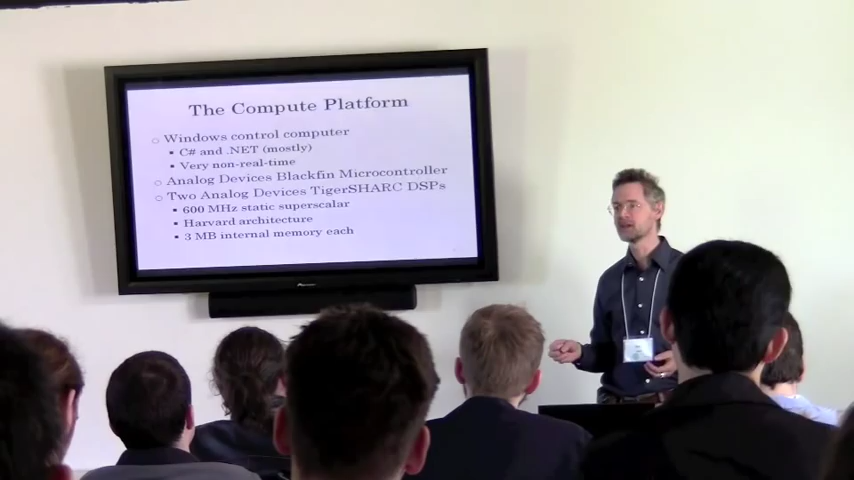 The Compute Platform
Windows control computer
C# and .NET (mostly)
Very non-real-time
Analog Devices Blackfin Microcontroller
Two Analog Devices TigerSHARC DSPs
600 MHz static superscalar
Harvard architecture
3 MB internal memory each